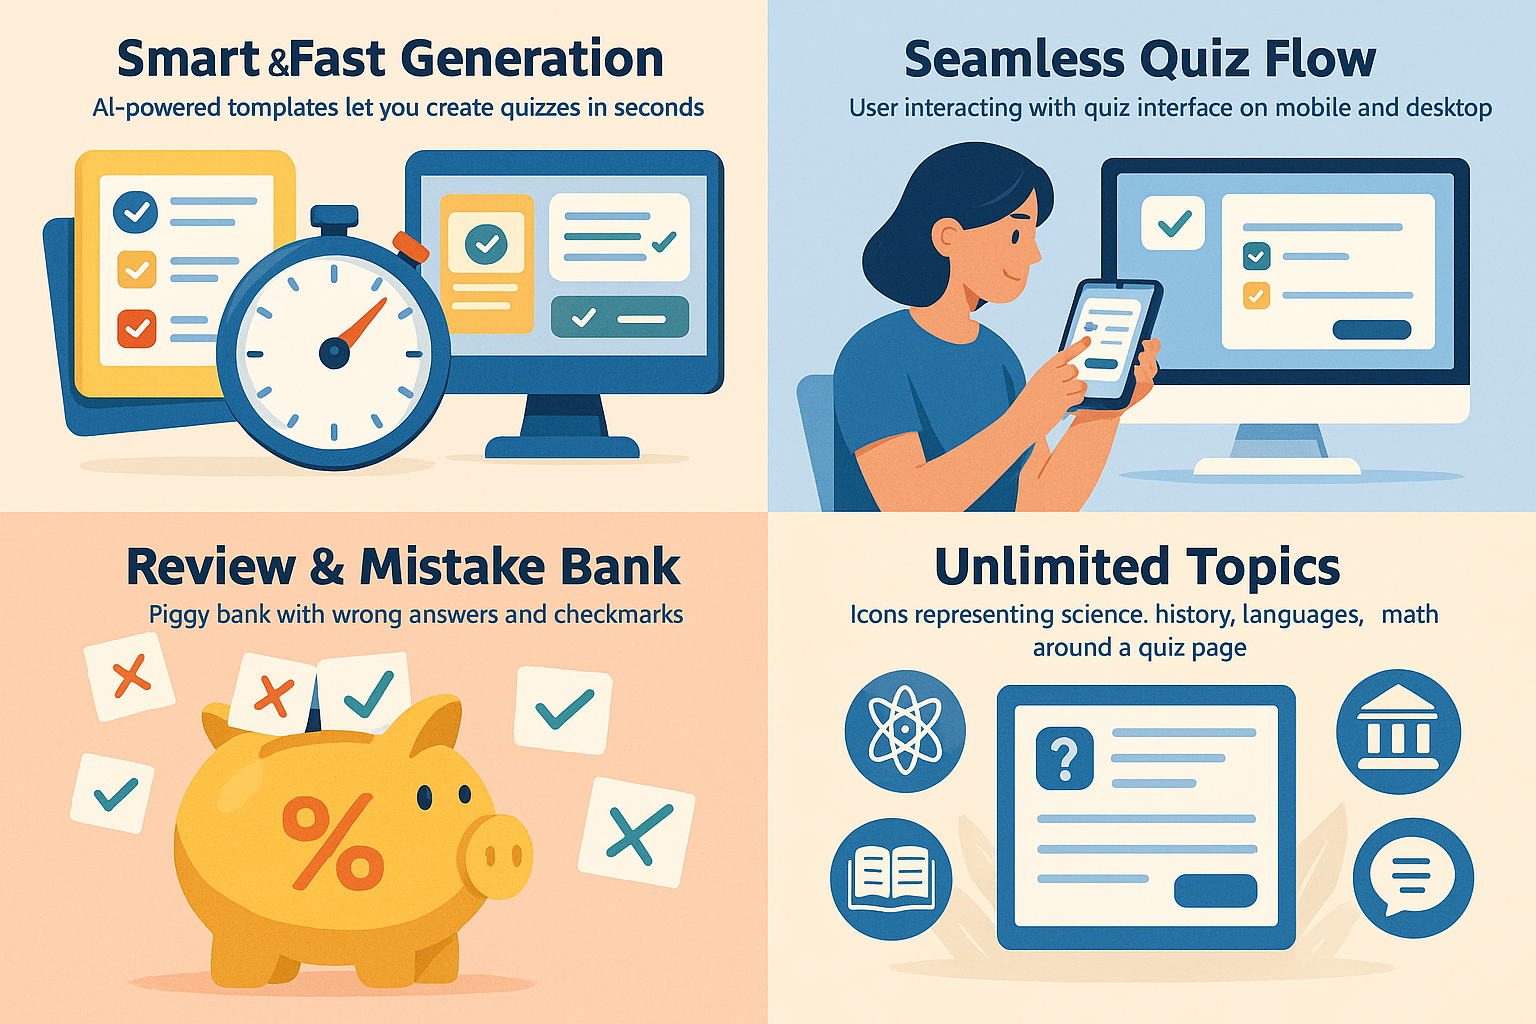 Smart &Fast Generation
AI-powered tomplates let you create quizzes in seconds
Seamless Quiz Flow
User interacting with quiz interface on mobile and desktop
Review & Mistake Bank
Piggy bank with wrong answers and checkmarks
%
Unlimited Topics
Icons representing science. history, languages, math
around a quiz page
?